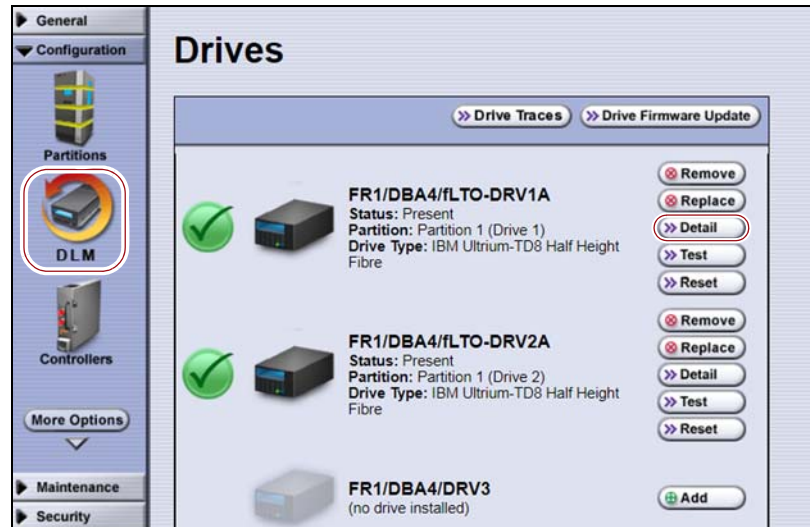 General
Configuration
Partitions
DLM
Controllers
More Options
Maintenance
Security
Drives
Drive Traces
Drive Firmware Update
FR1/DBA4/fLTO-DRV1A
Status: Present
Partition: Partition 1 (Drive 1)
Drive Type: IBM Ultrium-TD8 Half Height
Fibre
Remove
Replace
Detail
Test
Reset
FR1/DBA4/fLTO-DRV2A
Status: Present
Partition: Partition 1 (Drive 2)
Drive Type: IBM Ultrium-TD8 Half Height
Fibre
Remove
Replace
Detail
Test
Reset
FR1/DBA4/DRV3
(no drive installed)
Add